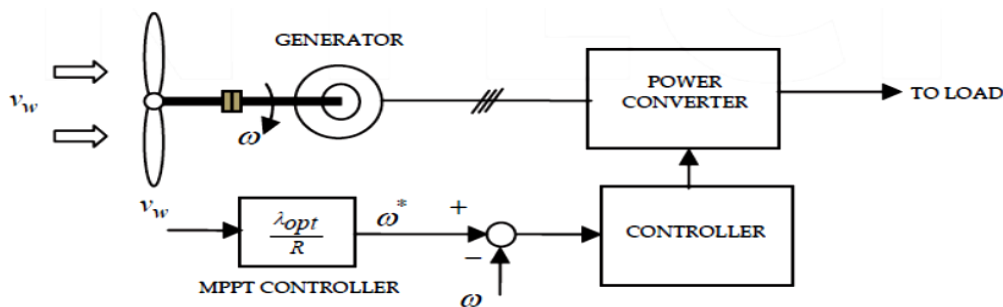 GENERATOR
POWER
CONVERTER
TO LOAD
v_w
ω
v_w
λopt
R
ω*
+
−
ω
CONTROLLER
MPPT CONTROLLER